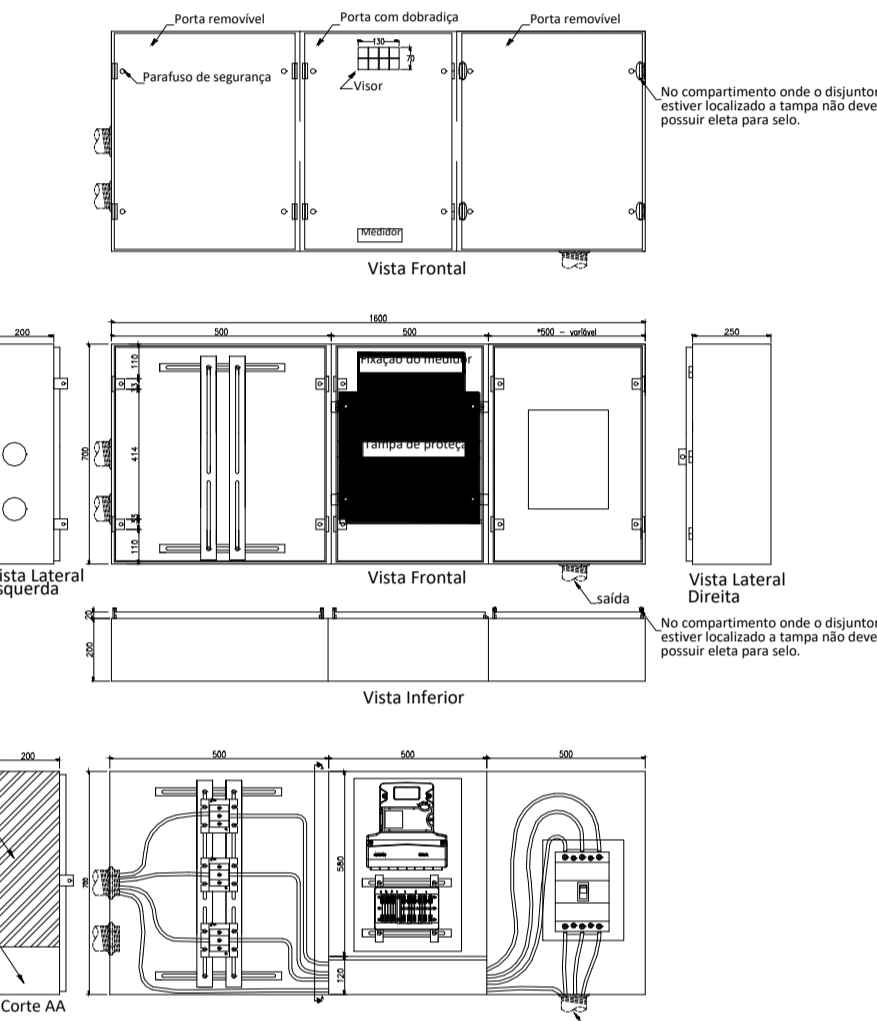 Porta removível
Porta com dobradiça
Porta removível
130
Parafuso de segurança
Visor
No compartimento onde o disjuntor
estiver localizado a tampa não deve
possuir eleta para selo.
Medidor
Vista Frontal
1600
200
500
500
*500 - variável
250
110
Fixação do medidor
33
700
414
Tampa de proteçã
33
110
Vista Lateral
Vista Frontal
Vista Lateral
Direita
saída
20
No compartimento onde o disjuntor
estiver localizado a tampa não deve
possuir eleta para selo.
200
Vista Inferior
200
500
500
500
580
120
Corte AA